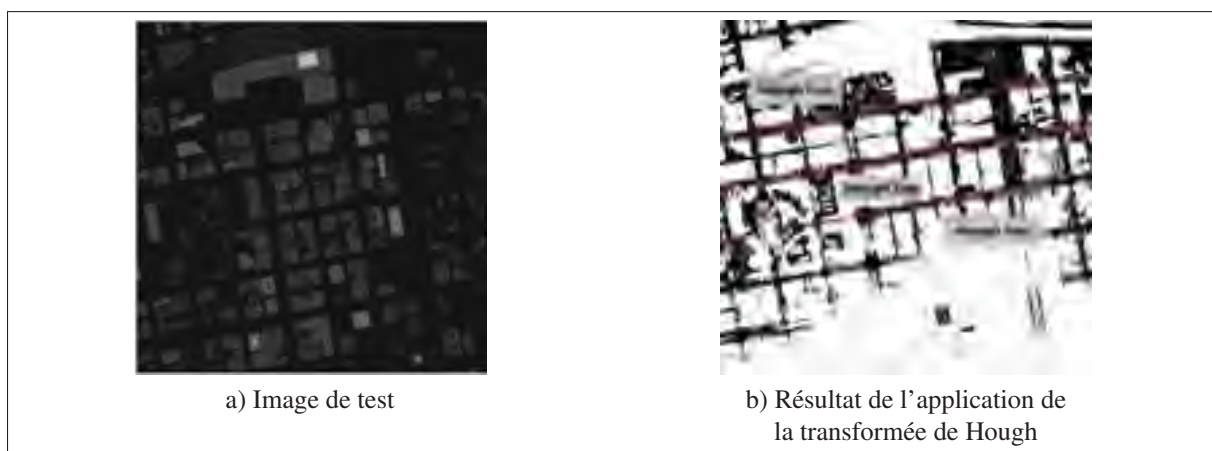 a) Image de test
b) Résultat de l’application de
la transformée de Hough